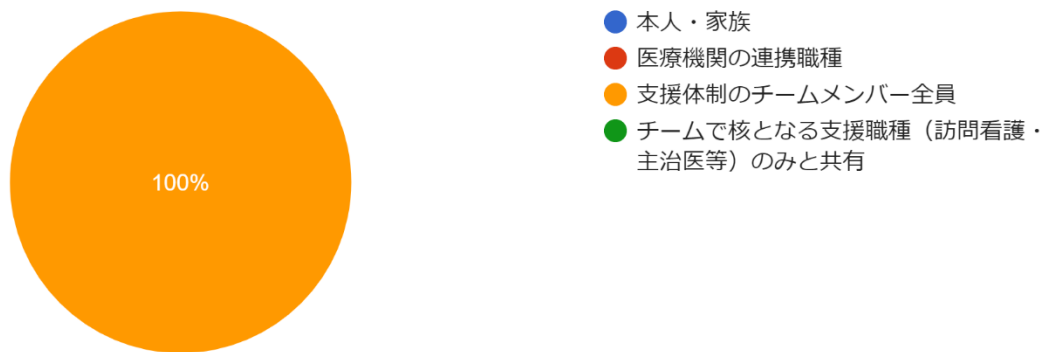 100%
本人・家族
医療機関の連携職種
支援体制のチームメンバー全員
チームで核となる支援職種（訪問看護・
主治医等）のみと共有